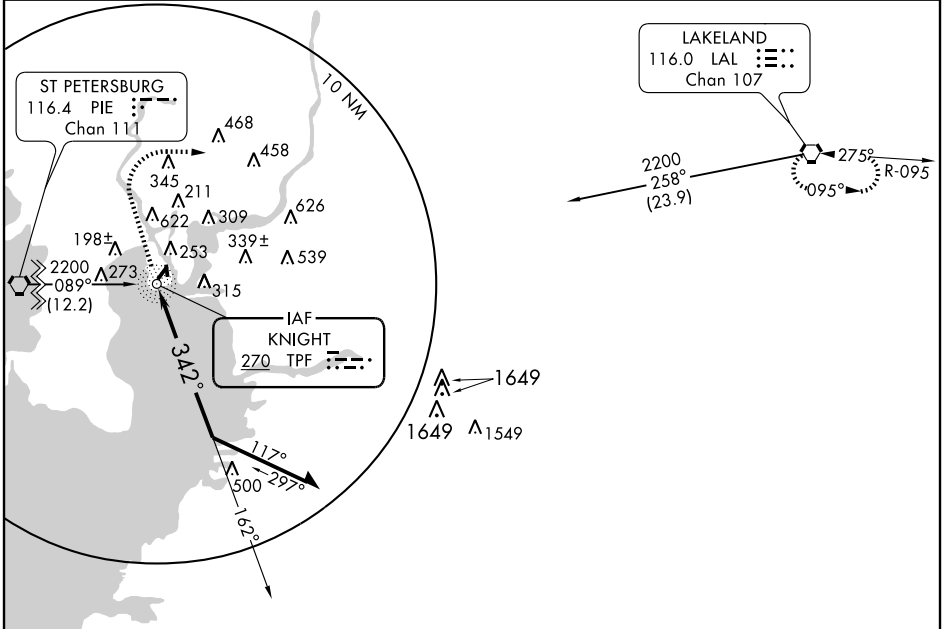 LAKELAND
116.0 LAL
Chan 107
10 NM
ST PETERSBURG
116.4 PIE
Chan 111
468
458
345
211
622
309
626
198±
253
339±
539
273
315
2200
089°
(12.2)
2200
258°
(23.9)
275°
R-095
095°
IAF
KNIGHT
270 TPF
342°
1649
1649
1549
117°
297°
500
162°